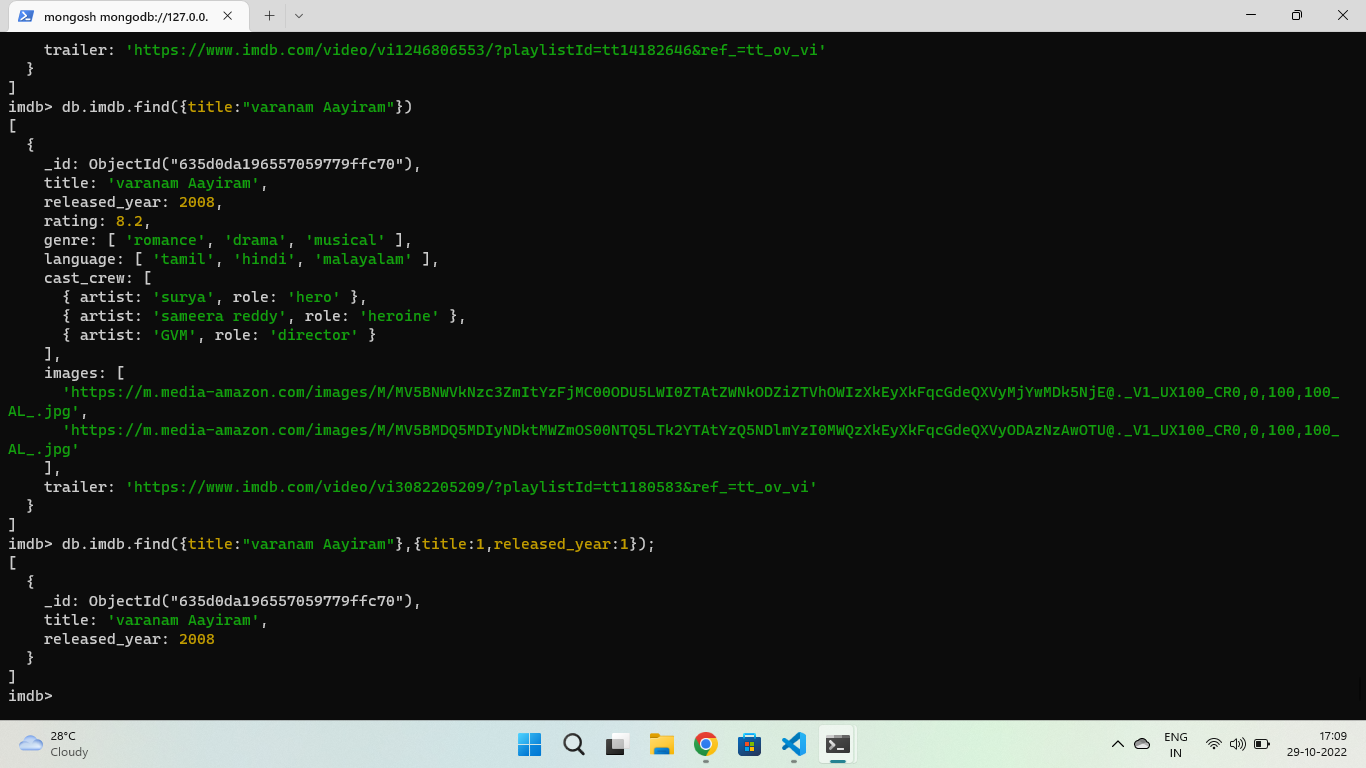 mongosh mongodb://127.0.0.
trailer: 'https://www.imdb.com/video/vi1246806553/?playlistId=tt14182646&ref_=tt_ov_vi'
}
]
imdb> db.imdb.find({title:"varanam Aayiram"})
[
{
_id: ObjectId("635d0da196557059779ffc70"),
title: 'varanam Aayiram',
released_year: 2008,
rating: 8.2,
genre: [ 'romance', 'drama', 'musical' ],
language: [ 'tamil', 'hindi', 'malayalam' ],
cast_crew: [
{ artist: 'surya', role: 'hero' },
{ artist: 'sameera reddy', role: 'heroine' },
{ artist: 'GVM', role: 'director' }
],
images: [
'https://m.media-amazon.com/images/M/MV5BNWVkNzc3ZmItYzFjMC00ODU5LWI0ZTAtZWNkODZiZTVhOWIzXkEyXkFqcGdeQXVyMjYwMDk5NjE@._V1_UX100_CR0,0,100,100_
AL_.jpg',
'https://m.media-amazon.com/images/M/MV5BMDQ5MDIyNDktMWZmOS00NTQ5LTk2YTAtYzQ5NDlmYzI0MWQzXkEyXkFqcGdeQXVyODAzNzAwOTU@._V1_UX100_CR0,0,100,100_
AL_.jpg'
],
trailer: 'https://www.imdb.com/video/vi3082205209/?playlistId=tt1180583&ref_=tt_ov_vi'
}
]
imdb> db.imdb.find({title:"varanam Aayiram"},{title:1,released_year:1});
[
{
_id: ObjectId("635d0da196557059779ffc70"),
title: 'varanam Aayiram',
released_year: 2008
}
]
imdb>
28°C
Cloudy
ENG
IN
17:09
29-10-2022